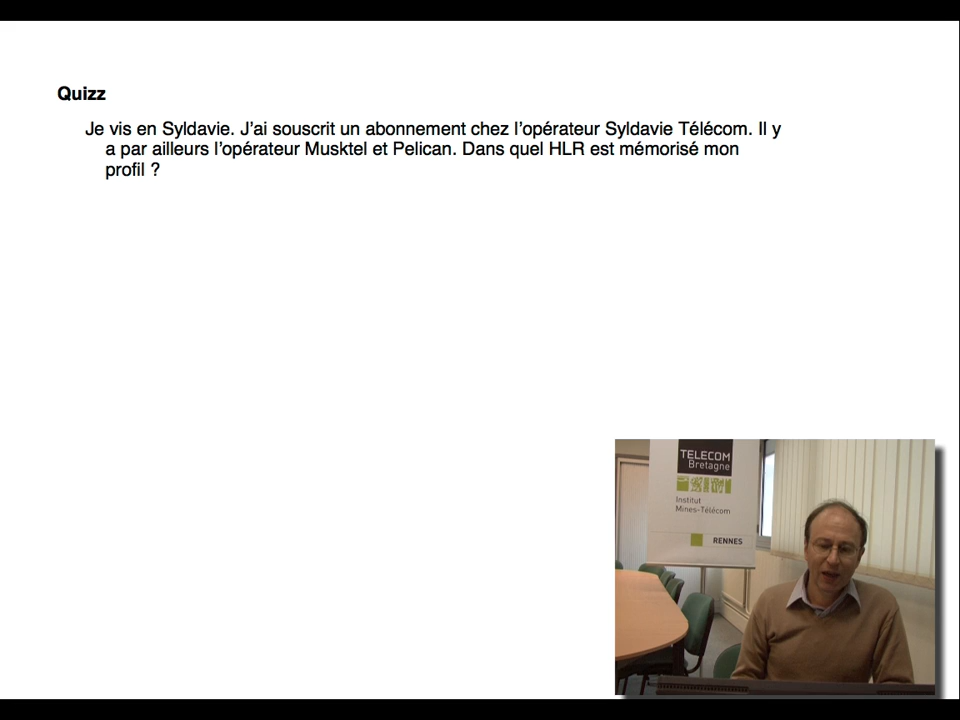 Quizz
Je vis en Syldavie. J'ai souscrit un abonnement chez l'opérateur Syldavie Télécom. Il y
a par ailleurs l'opérateur Musktel et Pelican. Dans quel HLR est mémorisé mon
profil ?
TELECOM
Bretagne
Institut
Mines-Télécom
RENNES